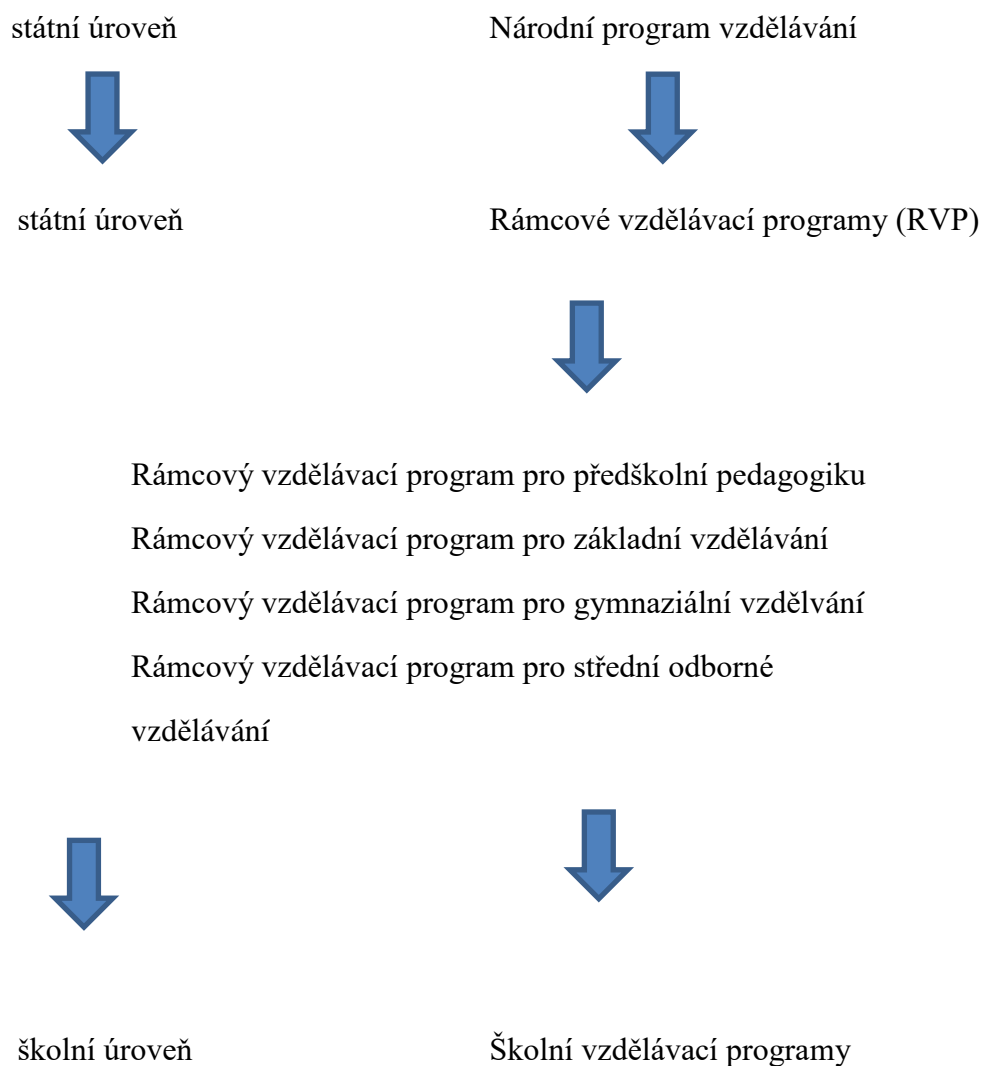 státní úroveň Národní program vzdělávání
státní úroveň Rámcové vzdělávací programy (RVP)
Rámcový vzdělávací program pro předškolní pedagogiku
Rámcový vzdělávací program pro základní vzdělávání
Rámcový vzdělávací program pro gymnaziální vzdělvání
Rámcový vzdělávací program pro střední odborné
vzdělávání
školní úroveň Školní vzdělávací programy